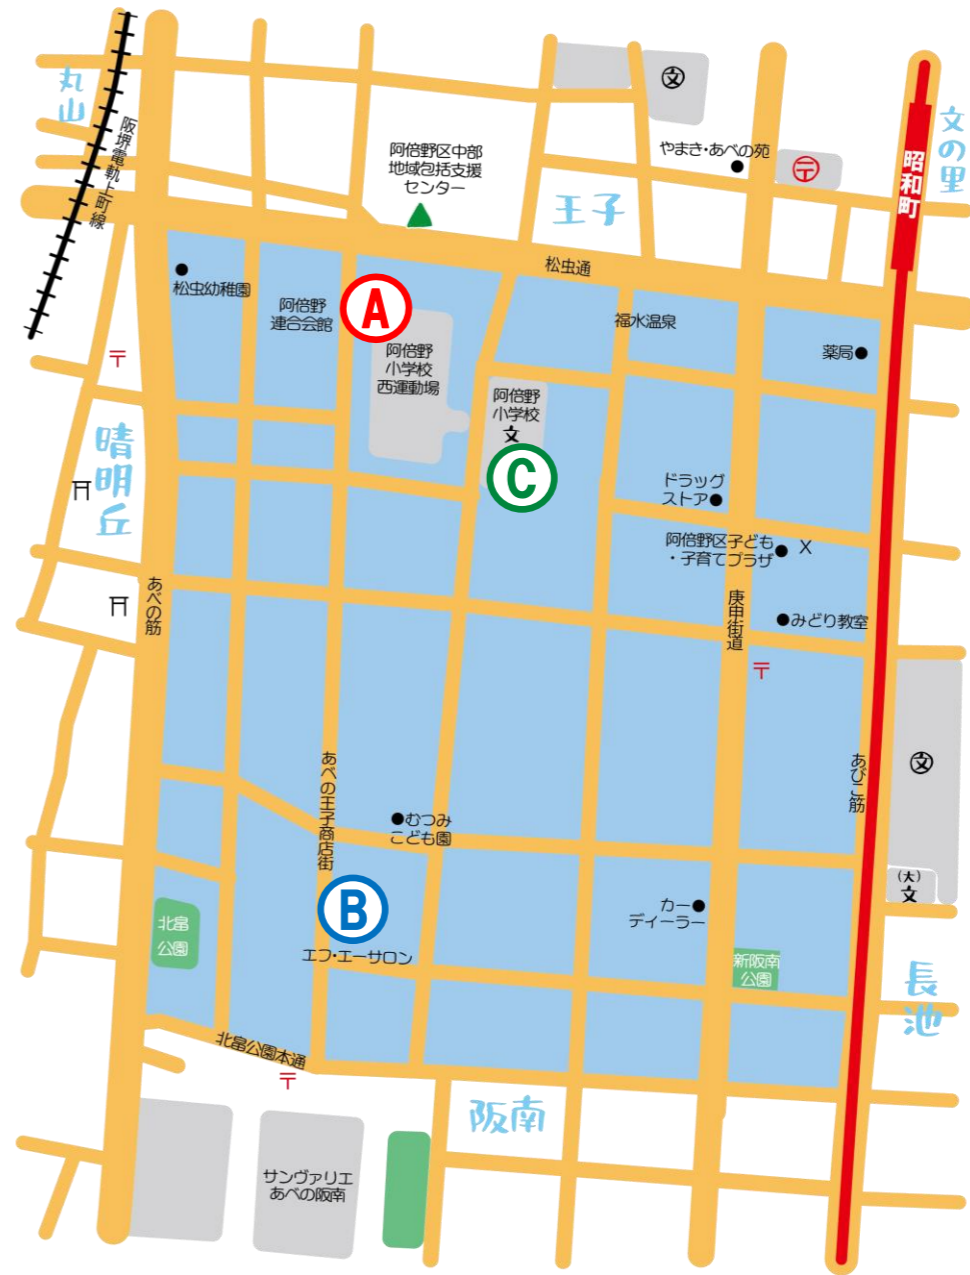 丸山
阪堺電軌上町線
阿倍野区中部
地域包括支援
センター
文
やまき・あべの苑
〒
王子
昭和町
文の里
松虫通
松虫幼稚園
阿倍野
連合会館
A
阿倍野
小学校
西運動場
福水温泉
薬局
〒
阿倍野
小学校
文
C
晴明丘
ドラッグ
ストア
阿倍野区子ども
・子育てプラザ
X
あべの筋
庚申街道
みどり教室
〒
あべの王子商店街
あびこ筋
文
むつみ
こども園
(大)
文
B
カー
ディーラー
エフ・エーサロン
北畠
公園
新阪南
公園
長池
北畠公園本通
〒
阪南
サンヴァリエ
あべの阪南